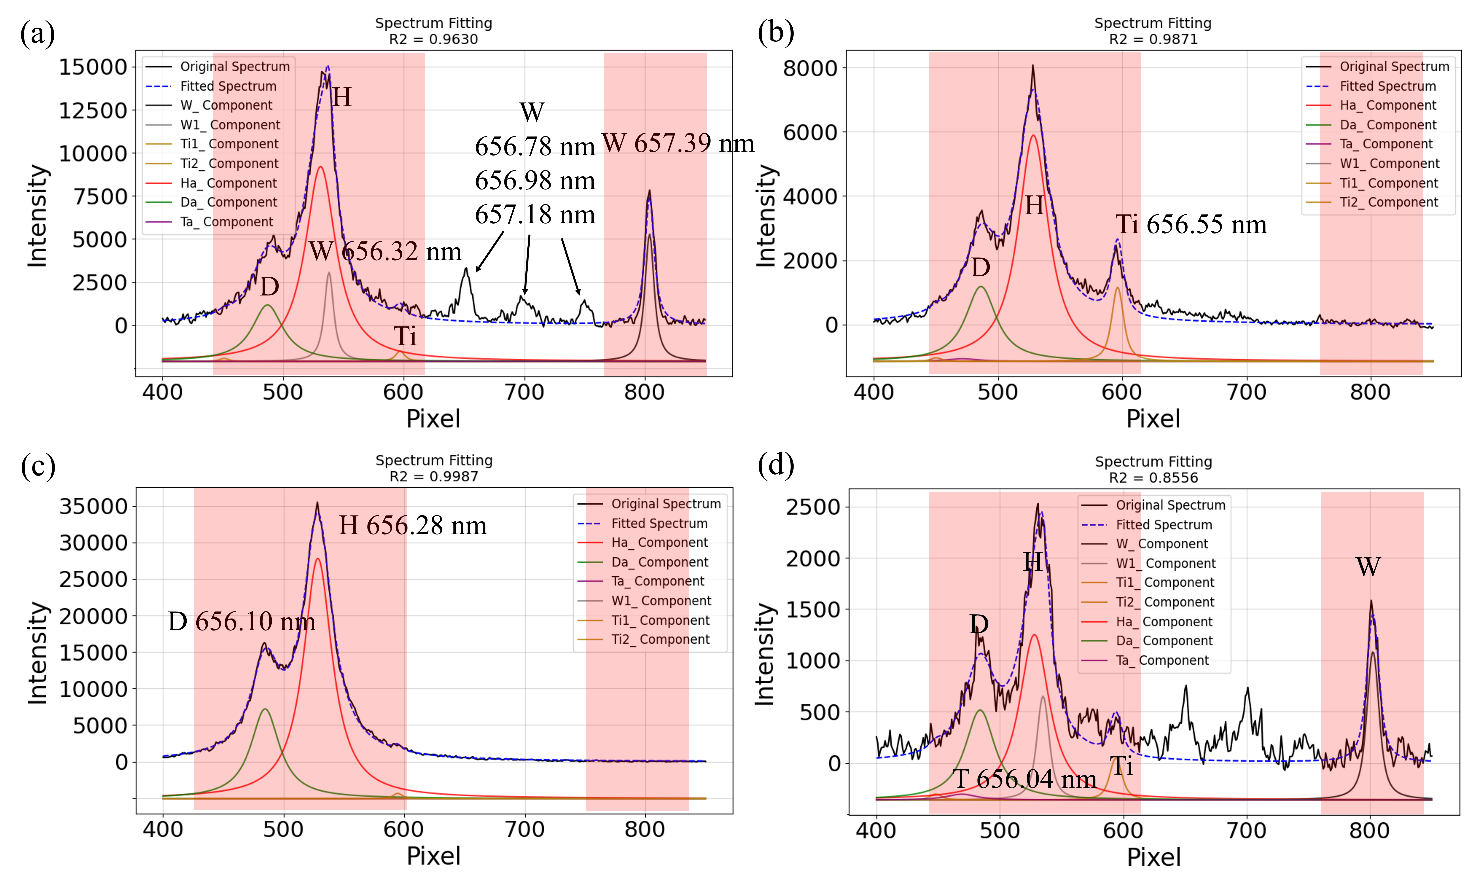 (a)
Spectrum Fitting
R2 = 0.9630
15000
12500
10000
7500
5000
2500
0
Intensity
Original Spectrum
Fitted Spectrum
W_ Component
W1_ Component
Ti1_ Component
Ti2_ Component
Ha_ Component
Da_ Component
Ta_ Component
H
W
656.78 nm
656.98 nm
657.18 nm
W 657.39 nm
W 656.32 nm
D
Ti
400 500 600 700 800
Pixel
(b)
Spectrum Fitting
R2 = 0.9871
8000
6000
4000
2000
0
Intensity
Original Spectrum
Fitted Spectrum
Ha_ Component
Da_ Component
Ta_ Component
W1_ Component
Ti1_ Component
Ti2_ Component
H
Ti 656.55 nm
D
400 500 600 700 800
Pixel
(c)
Spectrum Fitting
R2 = 0.9987
35000
30000
25000
20000
15000
10000
5000
0
Intensity
Original Spectrum
Fitted Spectrum
Ha_ Component
Da_ Component
Ta_ Component
W1_ Component
Ti1_ Component
Ti2_ Component
H 656.28 nm
D 656.10 nm
400 500 600 700 800
Pixel
(d)
Spectrum Fitting
R2 = 0.8556
2500
2000
1500
1000
500
0
Intensity
Original Spectrum
Fitted Spectrum
W_ Component
W1_ Component
Ti1_ Component
Ti2_ Component
Ha_ Component
Da_ Component
Ta_ Component
H
W
D
Ti
T 656.04 nm
400 500 600 700 800
Pixel